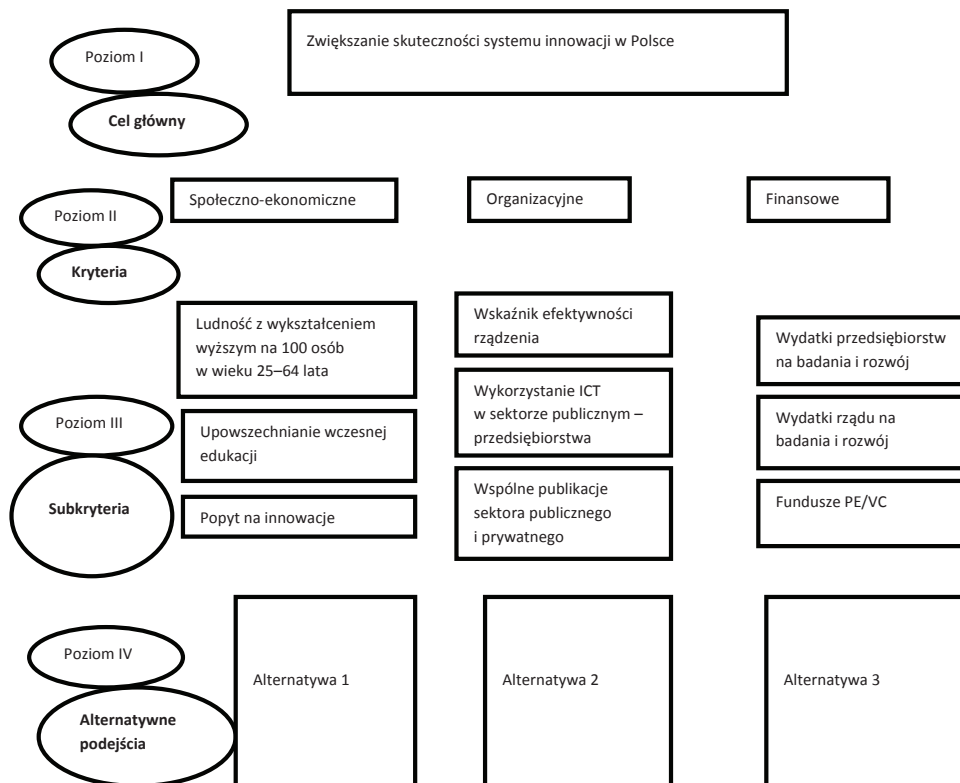 Poziom I
Cel główny
Zwiększanie skuteczności systemu innowacji w Polsce
Poziom II
Kryteria
Społeczno-ekonomiczne
Organizacyjne
Finansowe
Poziom III
Subkryteria
Ludność z wykształceniem
wyższym na 100 osób
w wieku 25–64 lata
Upowszechnianie wczesnej
edukacji
Popyt na innowacje
Wskaźnik efektywności
rządzenia
Wykorzystanie ICT
w sektorze publicznym –
przedsiębiorstwa
Wspólne publikacje
sektora publicznego
i prywatnego
Wydatki przedsiębiorstw
na badania i rozwój
Wydatki rządu na
badania i rozwój
Fundusze PE/VC
Poziom IV
Alternatywne
podejścia
Alternatywa 1
Alternatywa 2
Alternatywa 3